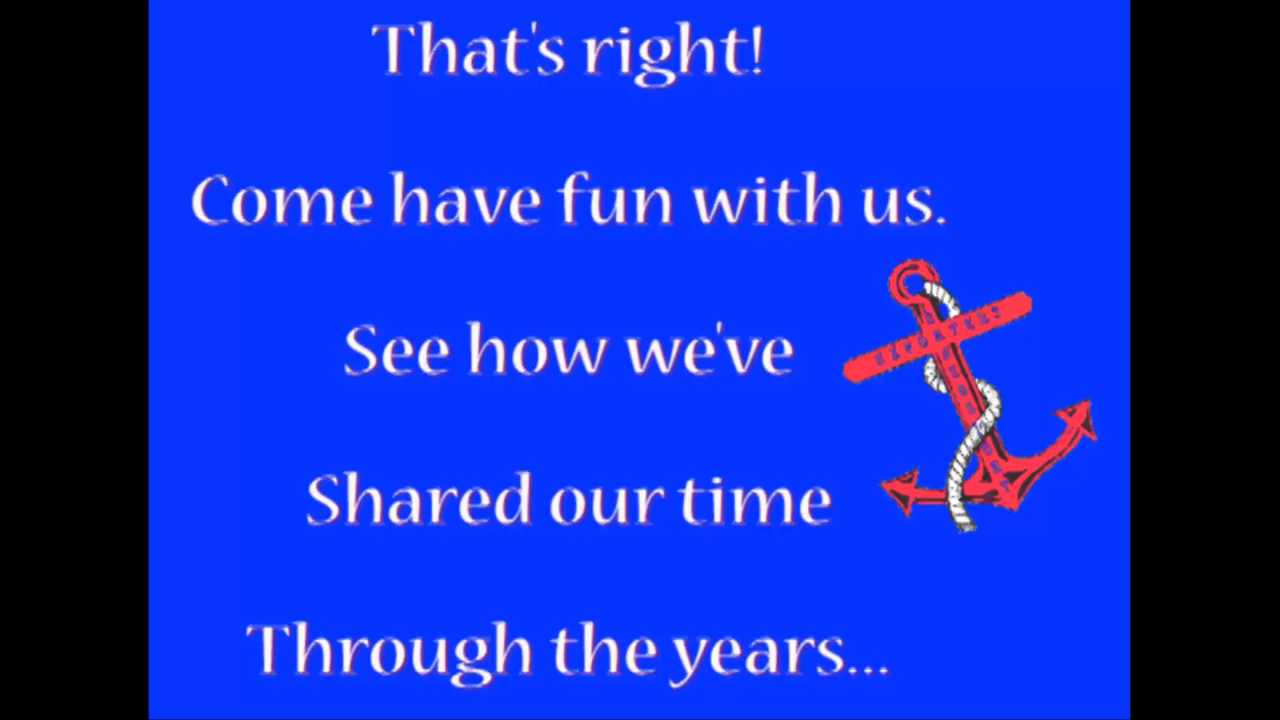 That's right!
Come have fun with us.
See how we've
Shared our time
Through the years...